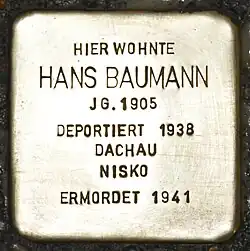 HIER WOHNTE
HANS BAUMANN
JG. 1905
DEPORTIERT 1938
DACHAU
NISKO
ERMORDET 1941